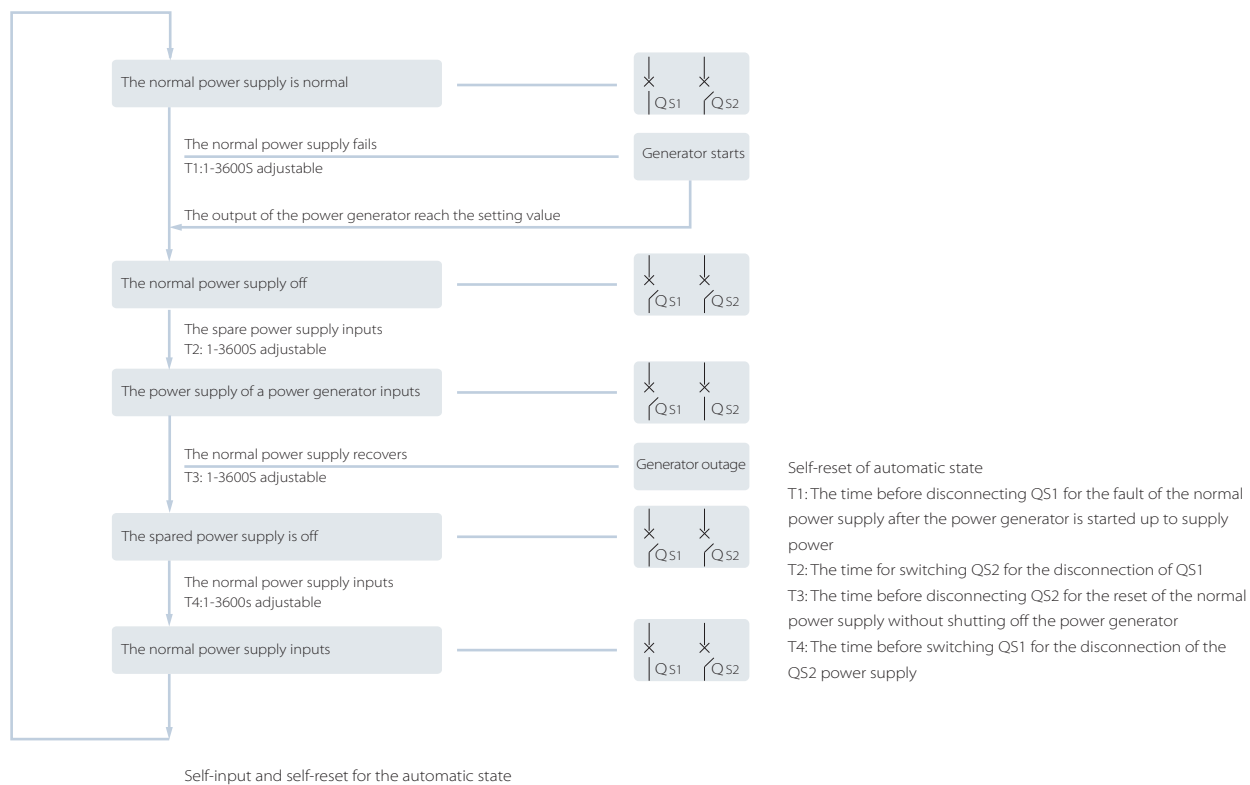 The normal power supply is normal
QS1 QS2
The normal power supply fails
T1:1-3600S adjustable
Generator starts
The output of the power generator reach the setting value
The normal power supply off
QS1 QS2
The spare power supply inputs
T2: 1-3600S adjustable
The power supply of a power generator inputs
QS1 QS2
The normal power supply recovers
T3: 1-3600S adjustable
Generator outage
The spared power supply is off
QS1 QS2
The normal power supply inputs
T4:1-3600s adjustable
The normal power supply inputs
QS1 QS2
Self-reset of automatic state
T1: The time before disconnecting QS1 for the fault of the normal
power supply after the power generator is started up to supply
power
T2: The time for switching QS2 for the disconnection of QS1
T3: The time before disconnecting QS2 for the reset of the normal
power supply without shutting off the power generator
T4: The time before switching QS1 for the disconnection of the
QS2 power supply
Self-input and self-reset for the automatic state